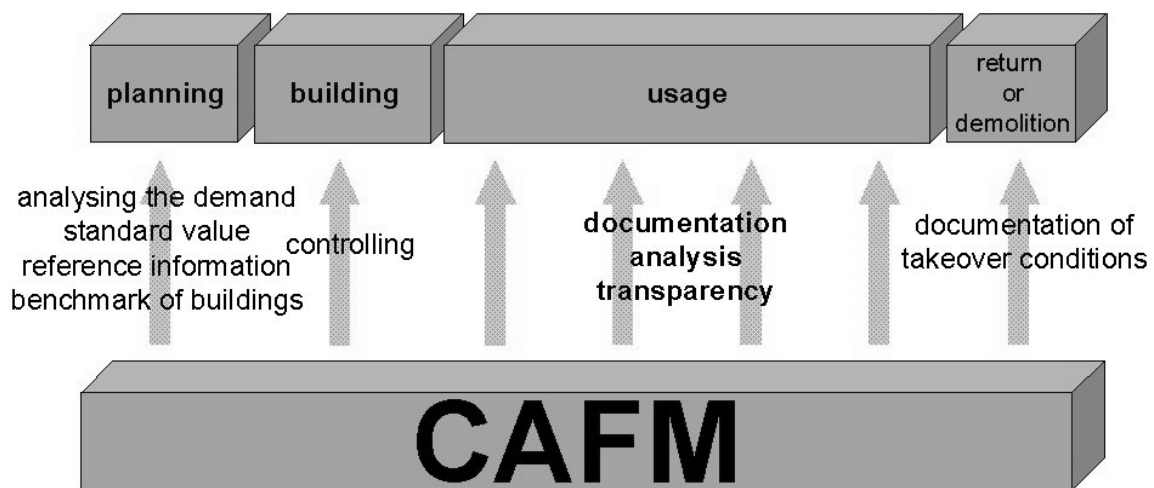 planning
building
usage
return
or
demolition
analysing the demand
standard value
reference information
benchmark of buildings
controlling
documentation
analysis
transparency
documentation of
takeover conditions
CAFM